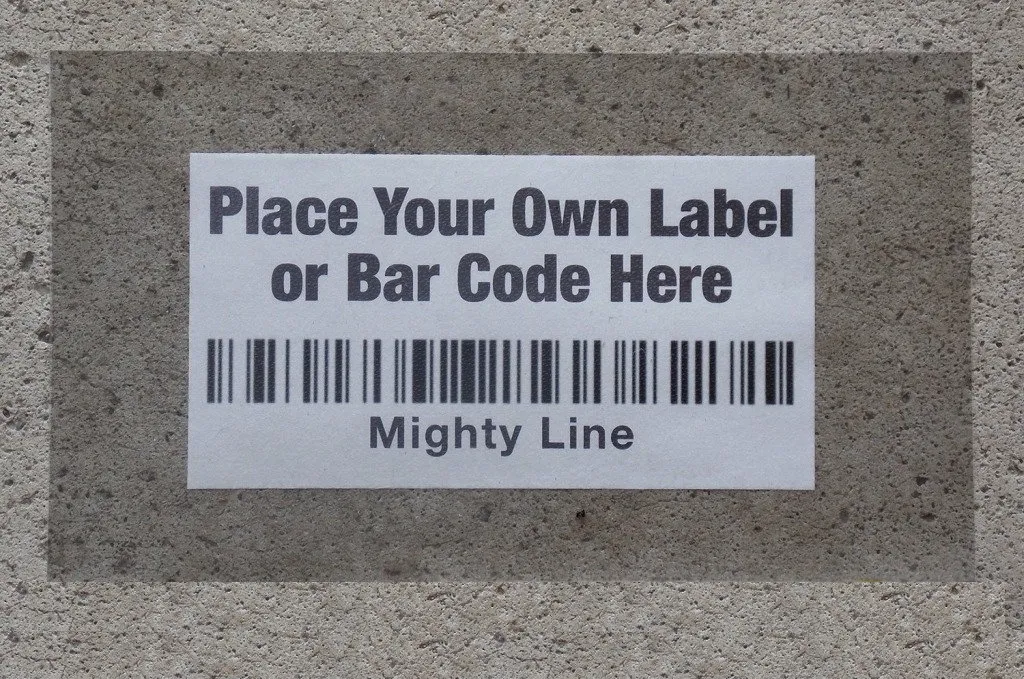 Place Your Own Label
or Bar Code Here
Mighty Line